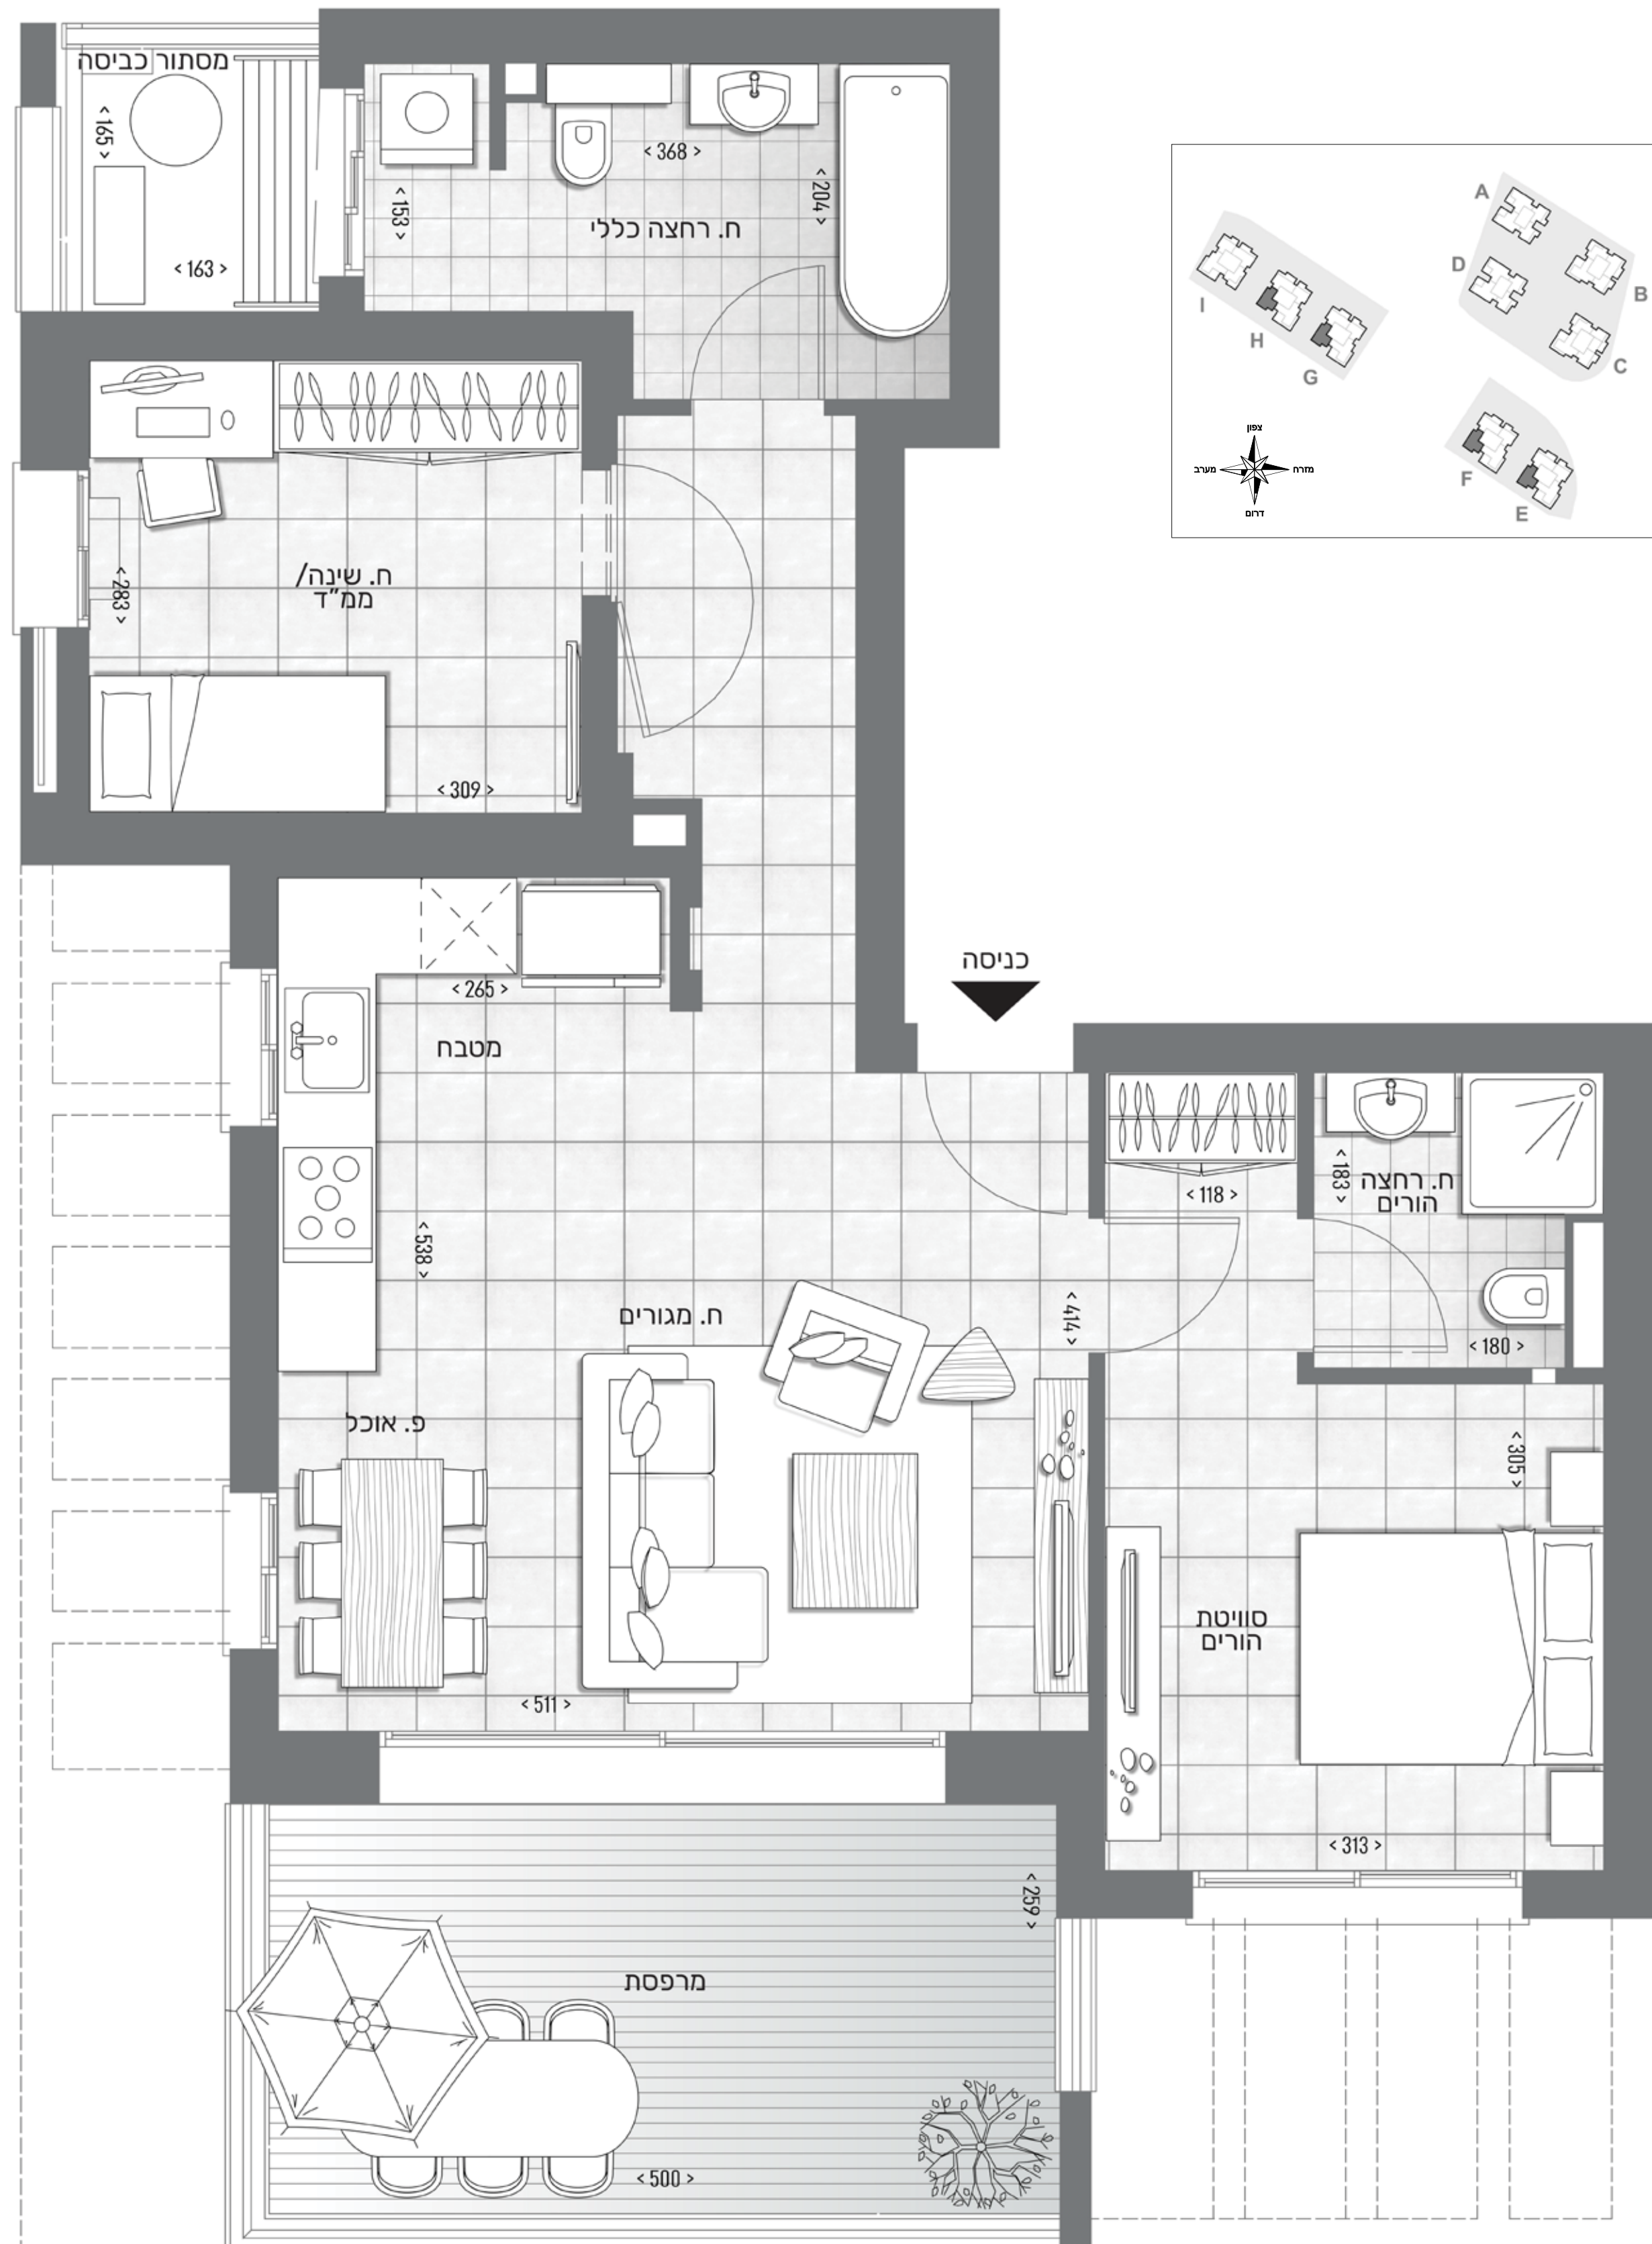 מסתור כביסה
< 165 >
< 163 >
< 153 >
< 368 >
< 204 >
ח. רחצה כללי
A
D
B
C
I
H
G
F
E
צפון
מערב
מזרח
דרום
< 283 >
ח. שינה/
ממ״ד
< 309 >
כניסה
< 265 >
מטבח
< 538 >
< 118 >
< 183 >
ח. רחצה
הורים
< 180 >
< 414 >
ח. מגורים
פ. אוכל
< 305 >
סוויטת
הורים
< 511 >
< 313 >
< 259 >
מרפסת
< 500 >